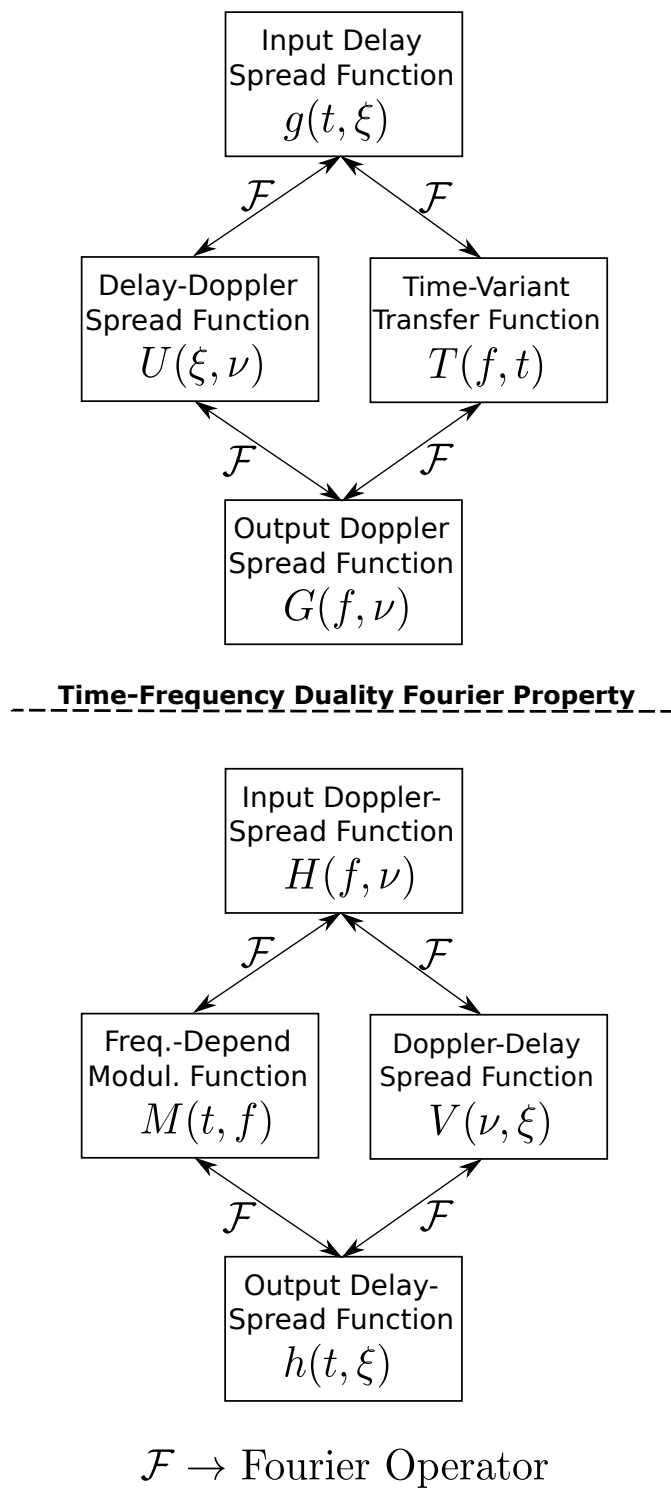 Input Delay
Spread Function
g(t, ξ)
ℱ
ℱ
Delay-Doppler
Spread Function
U(ξ, ν)
Time-Variant
Transfer Function
T(f, t)
ℱ
ℱ
Output Doppler
Spread Function
G(f, ν)
Time-Frequency Duality Fourier Property
Input Doppler-
Spread Function
H(f, ν)
ℱ
ℱ
Freq.-Depend
Modul. Function
M(t, f)
Doppler-Delay
Spread Function
V(ν, ξ)
ℱ
ℱ
Output Delay-
Spread Function
h(t, ξ)
ℱ → Fourier Operator